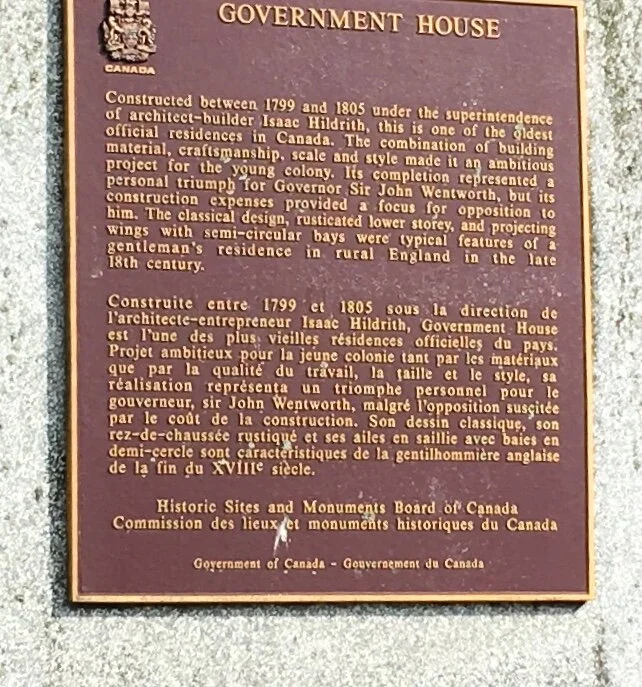 GOVERNMENT HOUSE
CANADA
Constructed between 1799 and 1805 under the superintendence
of architect-builder Isaac Hildrith, this is one of the oldest
official residences in Canada. The combination of building
material, craftsmanship, scale and style made it an ambitious
project for the young colony. Its completion represented a
personal triumph for Governor Sir John Wentworth, but its
construction expenses provided a focus for opposition to
him. The classical design, rusticated lower storey, and projecting
wings with semi-circular bays were typical features of a
gentleman's residence in rural England in the late
18th century.
Construite entre 1799 et 1805 sous la direction de
l'architecte-entrepreneur Isaac Hildrith, Government House
est l'une des plus vieilles résidences officielles du pays.
Projet ambitieux pour la jeune colonie tant par les matériaux
que par la qualité du travail, la taille et le style, sa
réalisation représenta un triomphe personnel pour le
gouverneur, sir John Wentworth, malgré l'opposition suscitée
par le coût de la construction. Son dessin classique, son
rez-de-chaussée rustiqué et ses ailes en saillie avec baies en
demi-cercle sont caractéristiques de la gentilhommière anglaise
de la fin du XVIIIe siècle.
Historic Sites and Monuments Board of Canada
Commission des lieux et monuments historiques du Canada
Government of Canada - Gouvernement du Canada